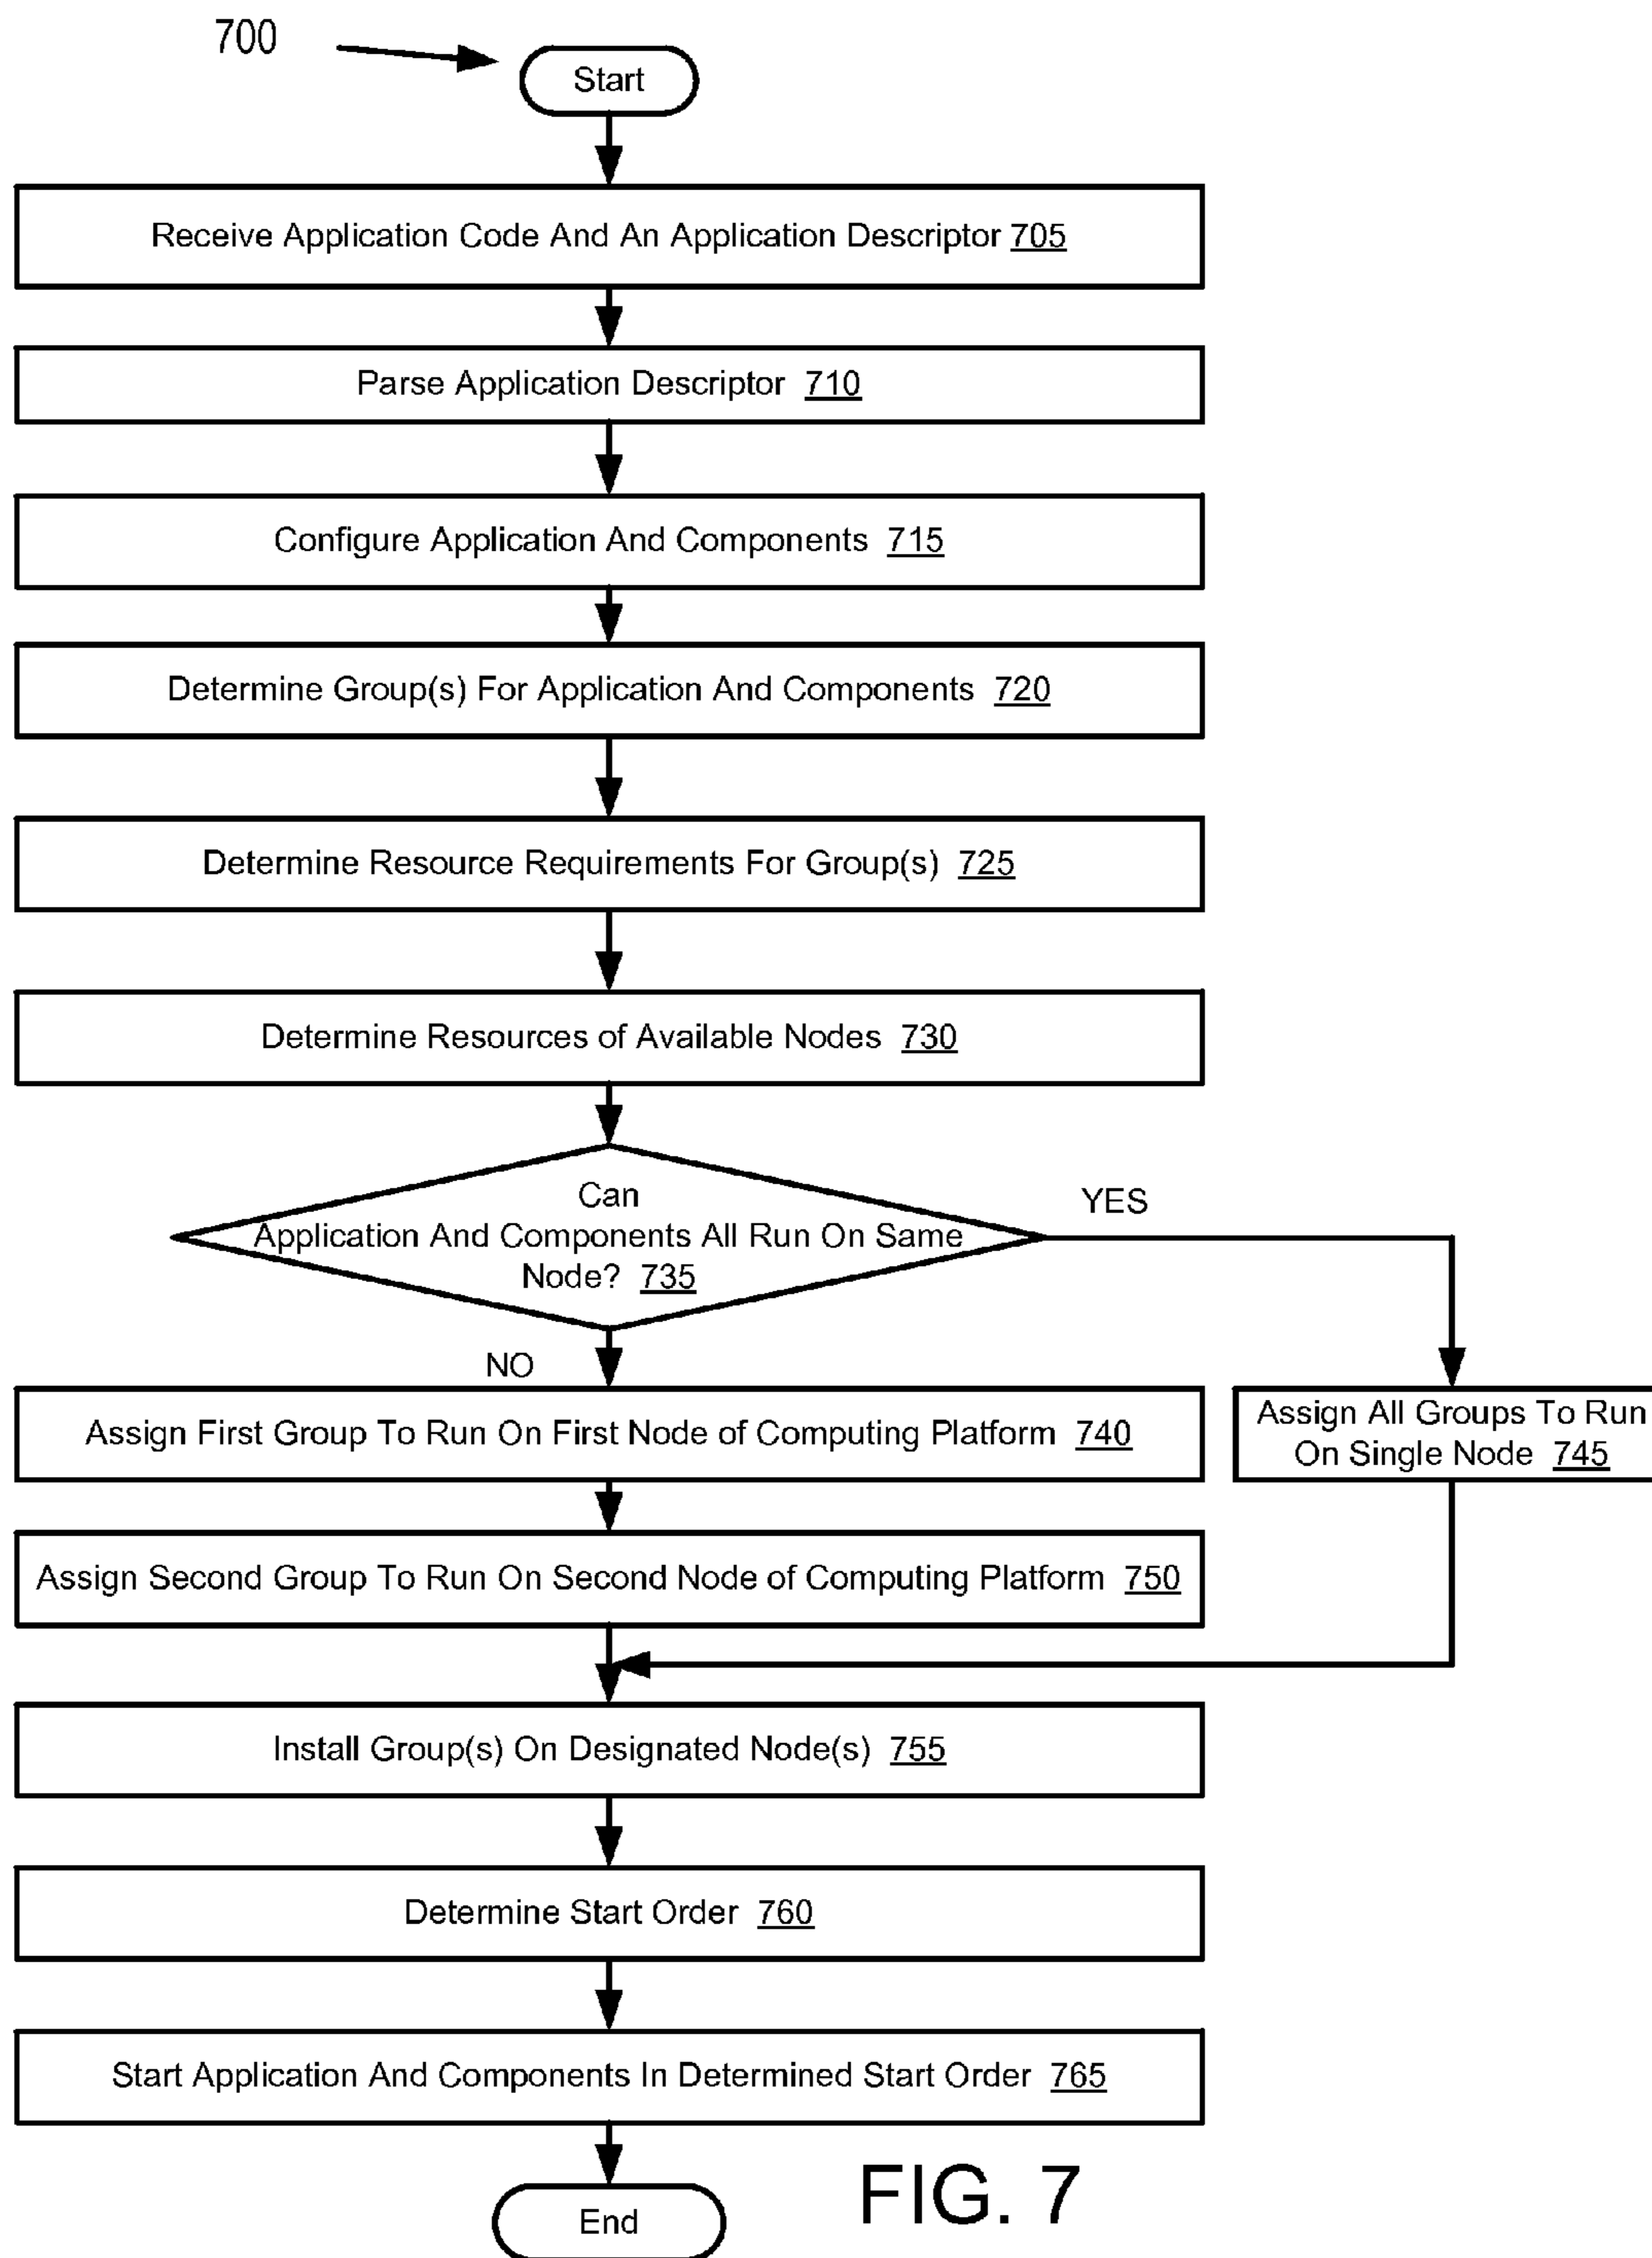 700
Start
Receive Application Code And An Application Descriptor 705
Parse Application Descriptor 710
Configure Application And Components 715
Determine Group(s) For Application And Components 720
Determine Resource Requirements For Group(s) 725
Determine Resources of Available Nodes 730
Can
Application And Components All Run On Same
Node? 735
YES
NO
Assign First Group To Run On First Node of Computing Platform 740
Assign All Groups To Run
On Single Node 745
Assign Second Group To Run On Second Node of Computing Platform 750
Install Group(s) On Designated Node(s) 755
Determine Start Order 760
Start Application And Components In Determined Start Order 765
End
FIG. 7